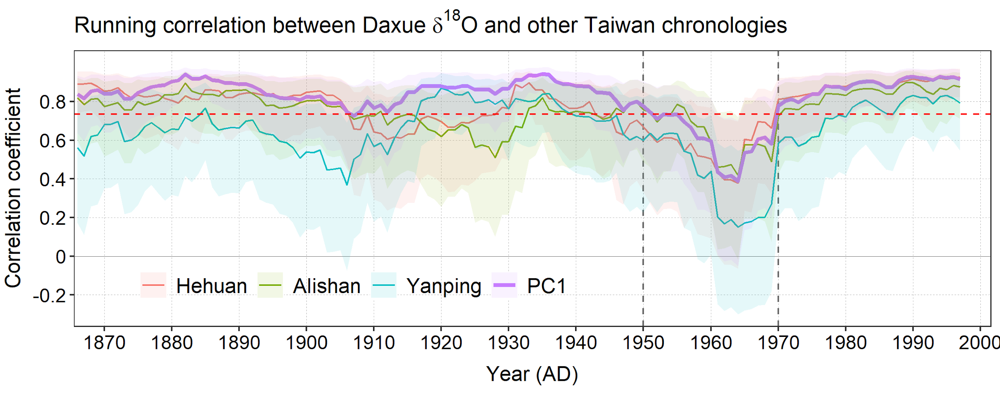 Running correlation between Daxue δ¹⁸O and other Taiwan chronologies
Correlation coefficient
0.8
0.6
0.4
0.2
0
-0.2
Hehuan Alishan Yanping PC1
1870 1880 1890 1900 1910 1920 1930 1940 1950 1960 1970 1980 1990 2000
Year (AD)